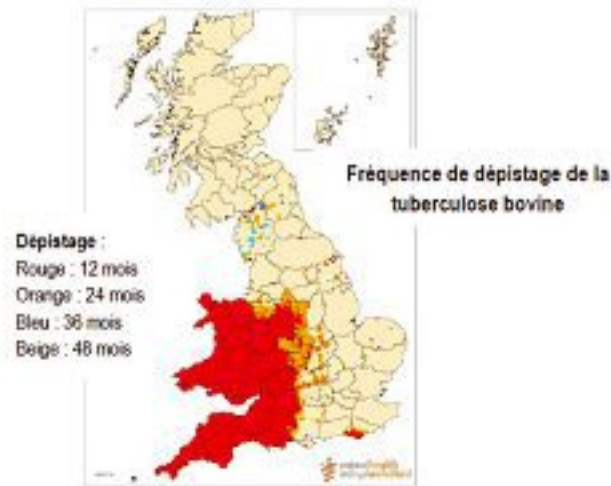 Fréquence de dépistage de la
tuberculose bovine
Dépistage :
Rouge : 12 mois
Orange : 24 mois
Bleu : 36 mois
Beige : 48 mois